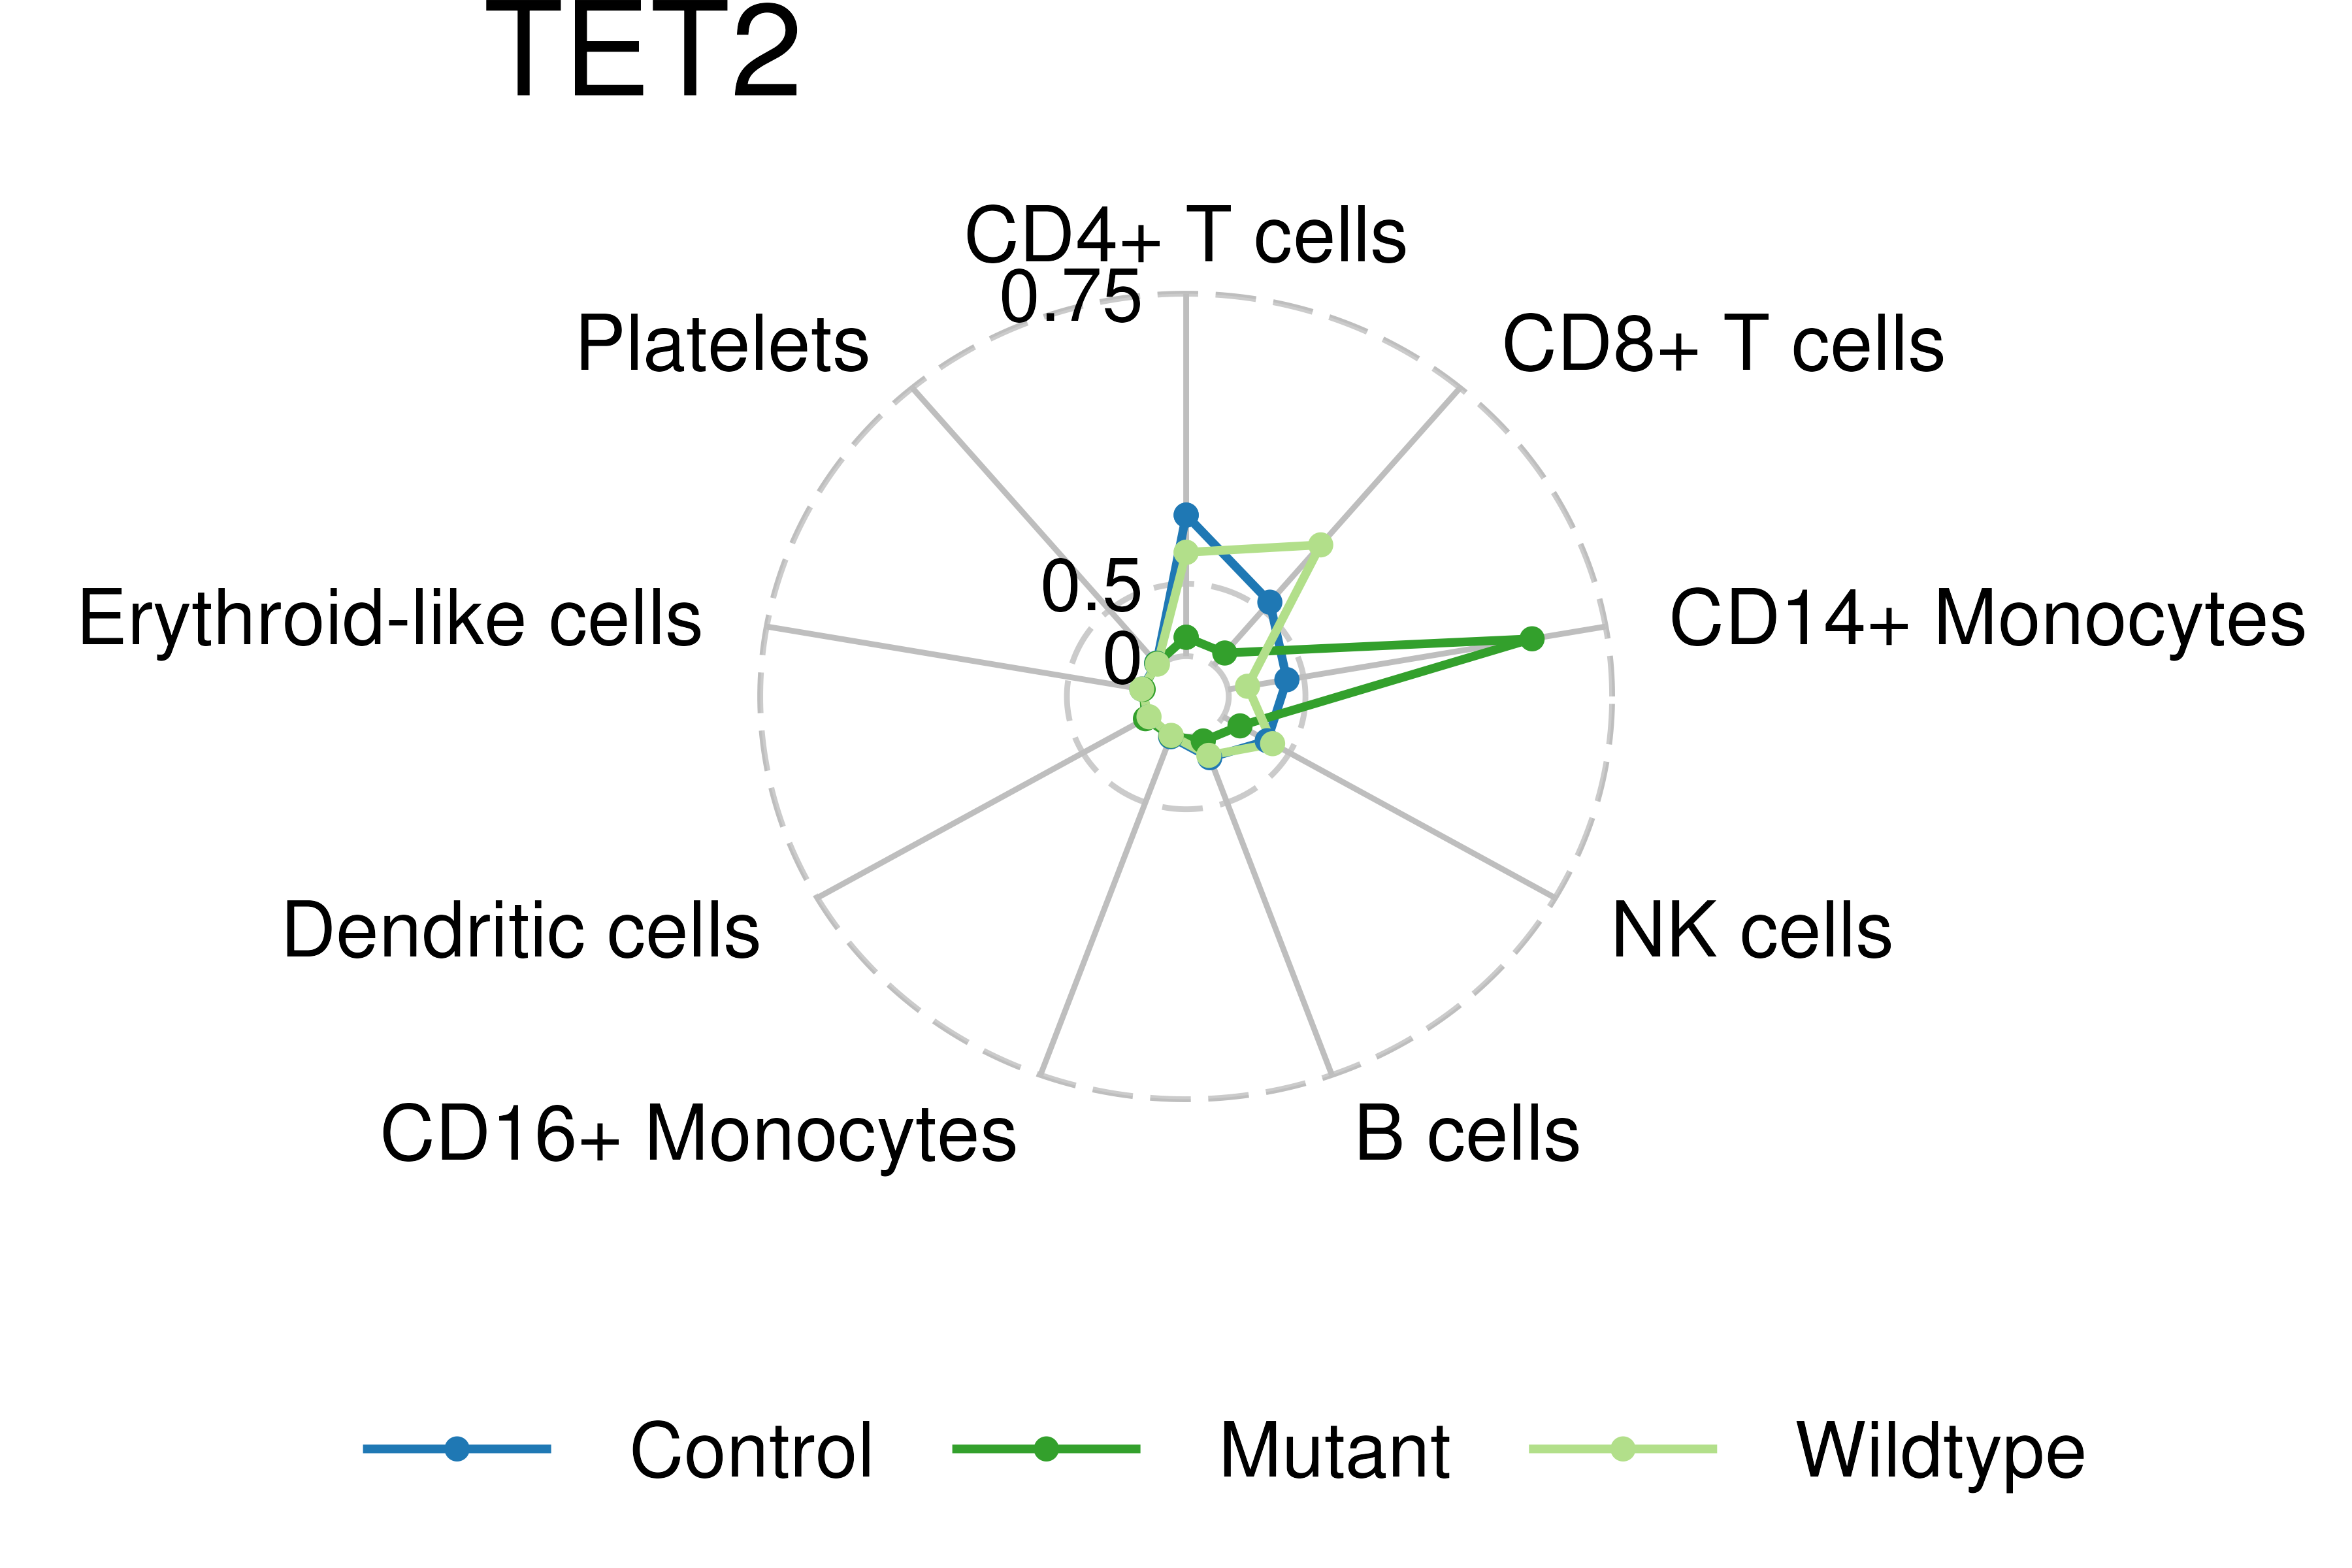 TET2
CD4+ T cells
0.75
Platelets
CD8+ T cells
0.5
Erythroid-like cells
CD14+ Monocytes
0
Dendritic cells
NK cells
CD16+ Monocytes
B cells
Control
Mutant
Wildtype